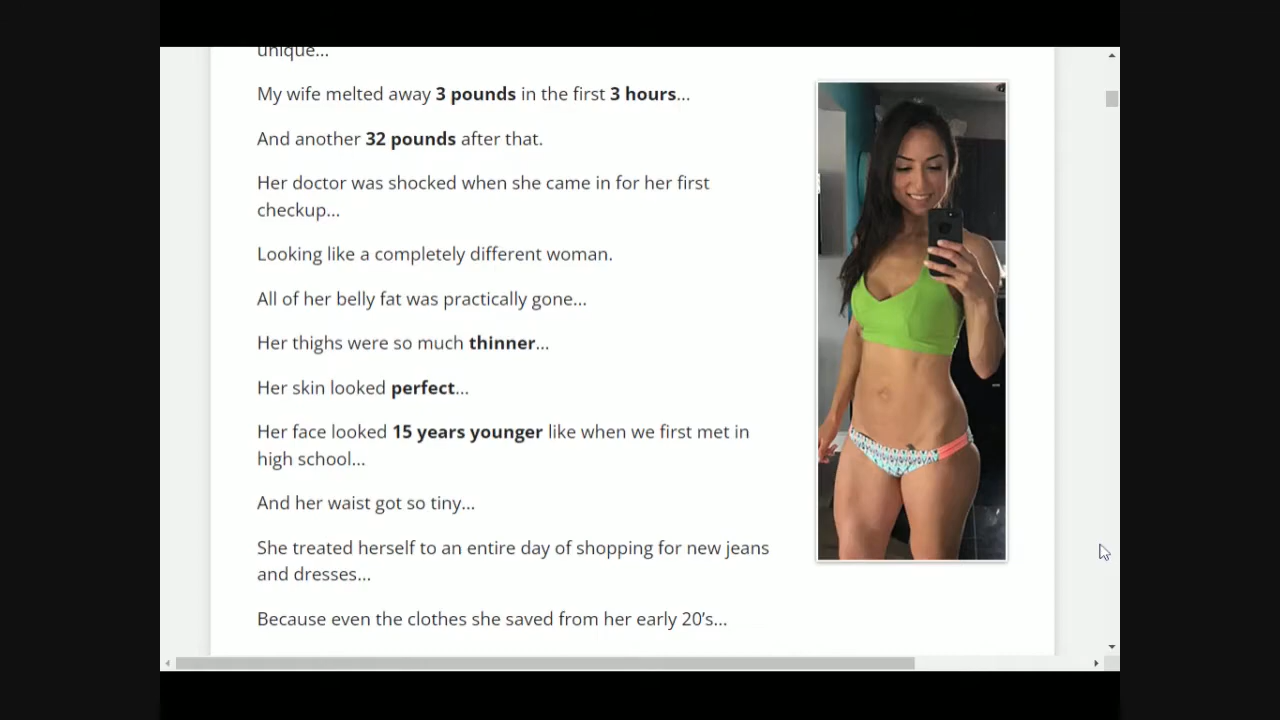 unique...
My wife melted away 3 pounds in the first 3 hours...
And another 32 pounds after that.
Her doctor was shocked when she came in for her first
checkup...
Looking like a completely different woman.
All of her belly fat was practically gone...
Her thighs were so much thinner...
Her skin looked perfect...
Her face looked 15 years younger like when we first met in
high school...
And her waist got so tiny...
She treated herself to an entire day of shopping for new jeans
and dresses...
Because even the clothes she saved from her early 20’s...